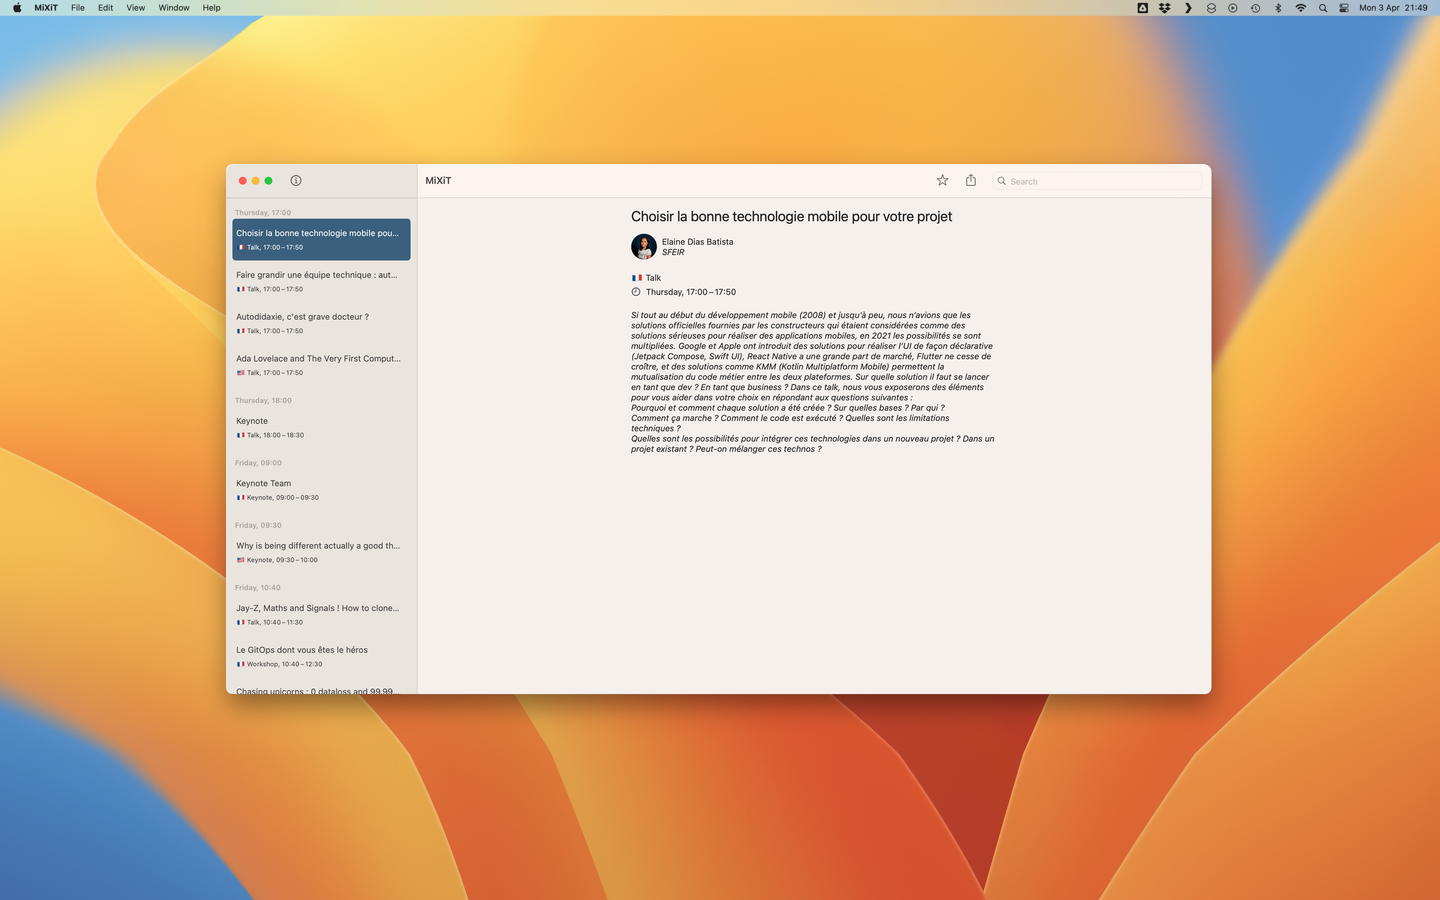 MiXiT File Edit View Window Help Mon 3 Apr 21:49
MiXiT
Search
Thursday, 17:00
Choisir la bonne technologie mobile pou...
Talk, 17:00 – 17:50
Faire grandir une équipe technique : aut...
Talk, 17:00 – 17:50
Autodidaxie, c'est grave docteur ?
Talk, 17:00 – 17:50
Ada Lovelace and The Very First Comput...
Talk, 17:00 – 17:50
Thursday, 18:00
Keynote
Talk, 18:00 – 18:30
Friday, 09:00
Keynote Team
Keynote, 09:00 – 09:30
Friday, 09:30
Why is being different actually a good th...
Keynote, 09:30 – 10:00
Friday, 10:40
Jay-Z, Maths and Signals ! How to clone...
Talk, 10:40 – 11:30
Le GitOps dont vous êtes le héros
Workshop, 10:40 – 12:30
Chasing unicorns : 0 dataloss and 99.99...
Choisir la bonne technologie mobile pour votre projet
Elaine Dias Batista
SFEIR
Talk
Thursday, 17:00 – 17:50
Si tout au début du développement mobile (2008) et jusqu'à peu, nous n'avions que les
solutions officielles fournies par les constructeurs qui étaient considérées comme des
solutions sérieuses pour réaliser des applications mobiles, en 2021 les possibilités se sont
multipliées. Google et Apple ont introduit des solutions pour réaliser l'UI de façon déclarative
(Jetpack Compose, Swift UI), React Native a une grande part de marché, Flutter ne cesse de
croître, et des solutions comme KMM (Kotlin Multiplatform Mobile) permettent la
mutualisation du code métier entre les deux plateformes. Sur quelle solution il faut se lancer
en tant que dev ? En tant que business ? Dans ce talk, nous vous exposerons des éléments
pour vous aider dans votre choix en répondant aux questions suivantes :
Pourquoi et comment chaque solution a été créée ? Sur quelles bases ? Par qui ?
Comment ça marche ? Comment le code est exécuté ? Quelles sont les limitations
techniques ?
Quelles sont les possibilités pour intégrer ces technologies dans un nouveau projet ? Dans un
projet existant ? Peut-on mélanger ces technos ?